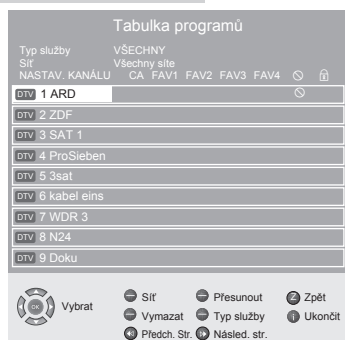 Tabulka programů
Typ služby VŠECHNY
Síť Všechny síte
NASTAV. KANÁLU CA FAV1 FAV2 FAV3 FAV4
DTV 1 ARD
DTV 2 ZDF
DTV 3 SAT 1
DTV 4 ProSieben
DTV 5 3sat
DTV 6 kabel eins
DTV 7 WDR 3
DTV 8 N24
DTV 9 Doku
OK Vybrat
Síť Přesunout Z Zpět
Vymazat Typ služby i Ukončit
Předch. Str. Násled. str.